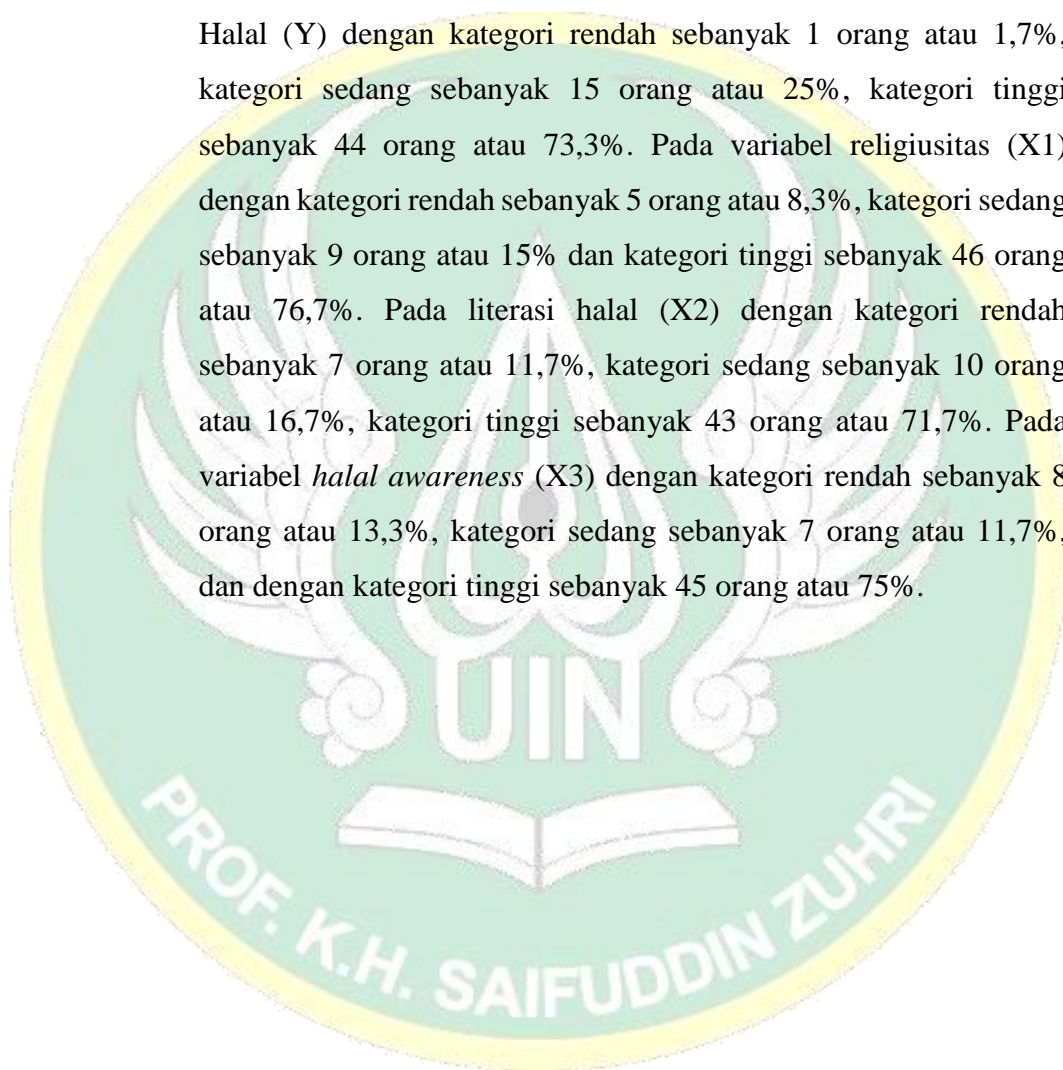 Halal (Y) dengan kategori rendah sebanyak 1 orang atau 1,7%,
kategori sedang sebanyak 15 orang atau 25%, kategori tinggi
sebanyak 44 orang atau 73,3%. Pada variabel religiusitas (X1)
dengan kategori rendah sebanyak 5 orang atau 8,3%, kategori sedang
sebanyak 9 orang atau 15% dan kategori tinggi sebanyak 46 orang
atau 76,7%. Pada literasi halal (X2) dengan kategori rendah
sebanyak 7 orang atau 11,7%, kategori sedang sebanyak 10 orang
atau 16,7%, kategori tinggi sebanyak 43 orang atau 71,7%. Pada
variabel halal awareness (X3) dengan kategori rendah sebanyak 8
orang atau 13,3%, kategori sedang sebanyak 7 orang atau 11,7%,
dan dengan kategori tinggi sebanyak 45 orang atau 75%.
UIN
PROF. K.H. SAIFUDDIN ZUHRI